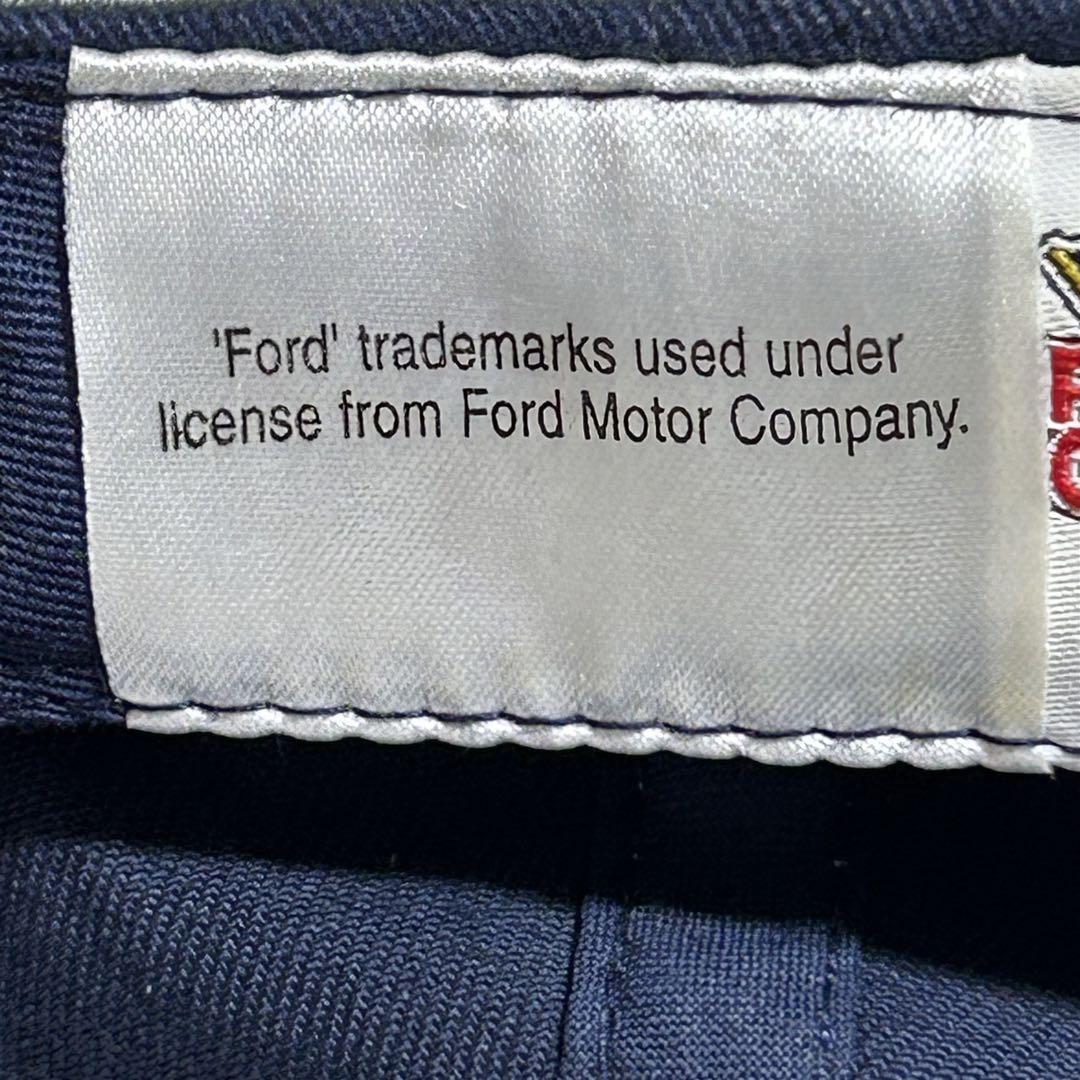 'Ford' trademarks used under
license from Ford Motor Company.